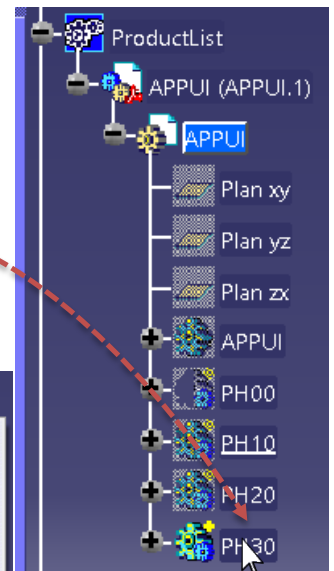 ProductList
APPUI (APPUI.1)
APPUI
Plan xy
Plan yz
Plan zx
APPUI
PH00
PH10
PH20
PH30